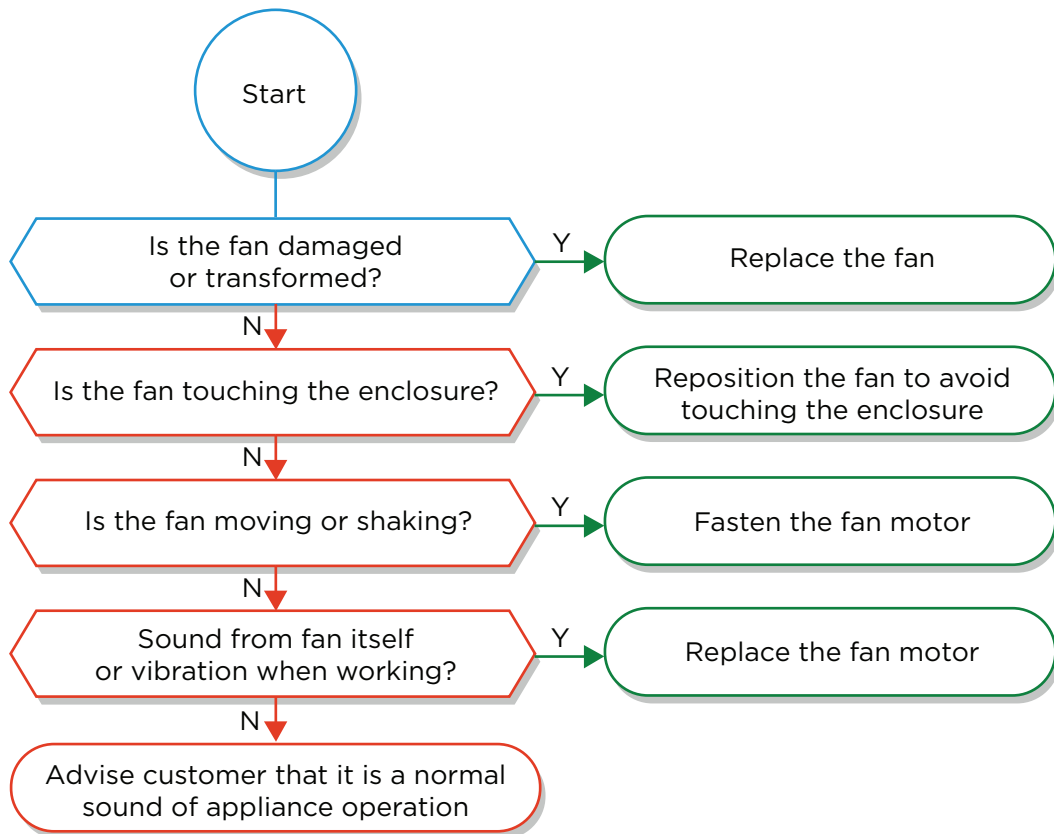 Start
Is the fan damaged
or transformed?
Y
Replace the fan
N
Is the fan touching the enclosure?
Y
Reposition the fan to avoid
touching the enclosure
N
Is the fan moving or shaking?
Y
Fasten the fan motor
N
Sound from fan itself
or vibration when working?
Y
Replace the fan motor
N
Advise customer that it is a normal
sound of appliance operation